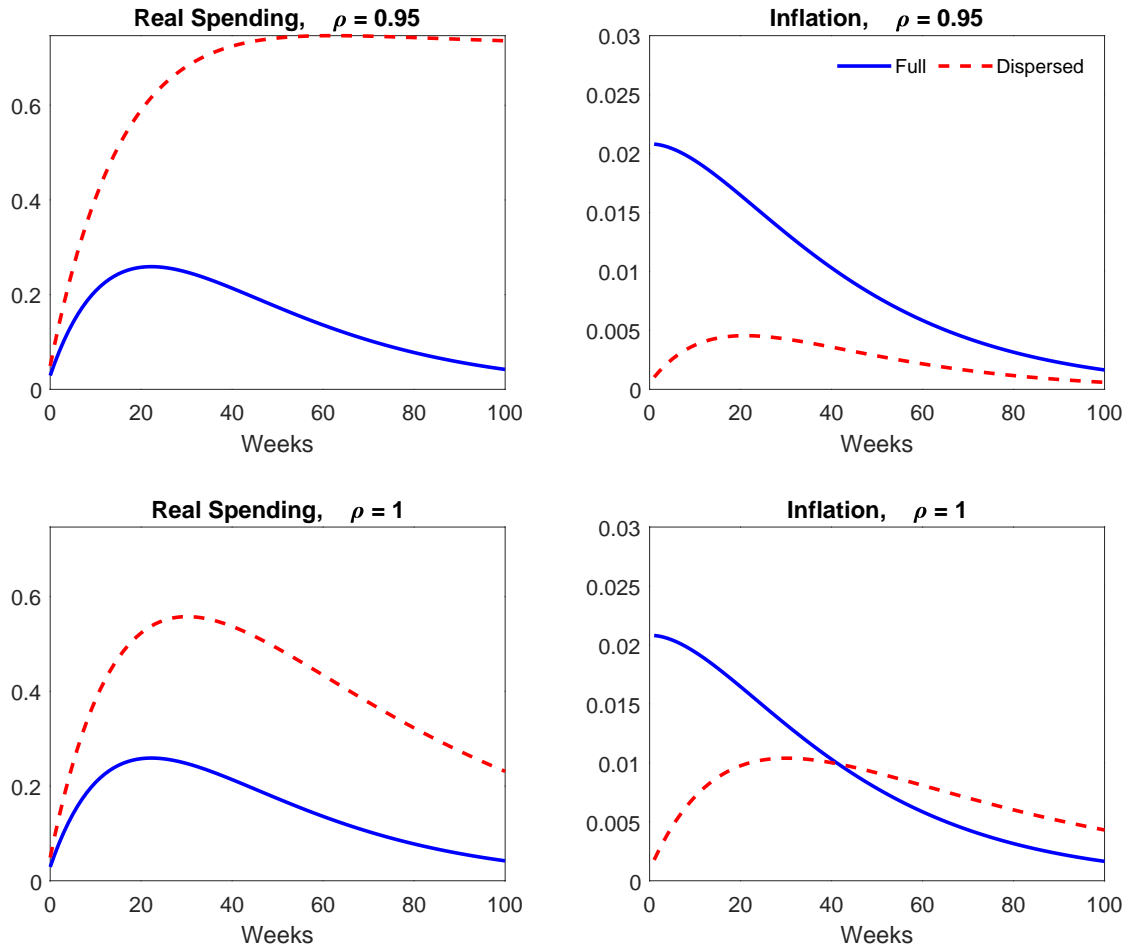 Real Spending, ρ = 0.95
0.6
0.4
0.2
0
0 20 40 60 80 100
Weeks
Inflation, ρ = 0.95
Full Dispersed
0.03
0.025
0.02
0.015
0.01
0.005
0
0 20 40 60 80 100
Weeks
Real Spending, ρ = 1
0.6
0.4
0.2
0
0 20 40 60 80 100
Weeks
Inflation, ρ = 1
0.03
0.025
0.02
0.015
0.01
0.005
0
0 20 40 60 80 100
Weeks